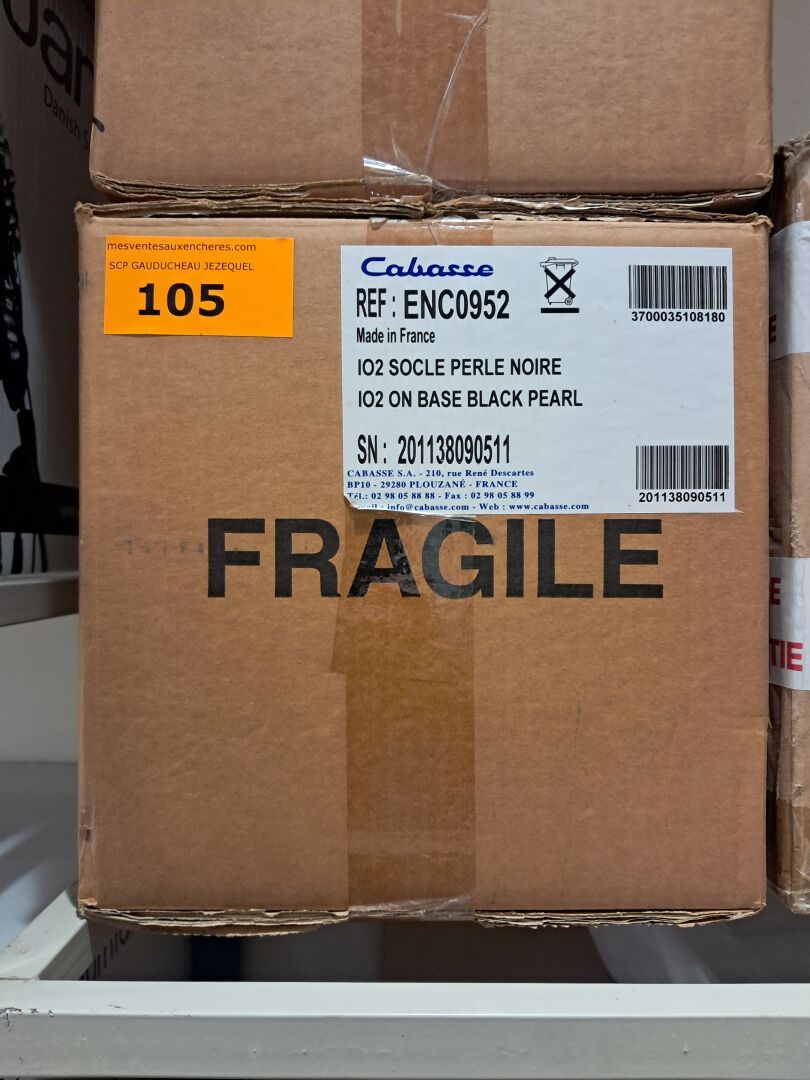 Danish
mesventesauxencheres.com
SCP GAUDUCHEAU JEZEQUEL
105
Cabasse
REF : ENC0952
Made in France
3700035108180
IO2 SOCLE PERLE NOIRE
IO2 ON BASE BLACK PEARL
SN : 201138090511
CABASSE S.A. - 210, rue René Descartes
BP10 - 29280 PLOUZANÉ - FRANCE
Tél.: 02 98 05 88 88 - Fax : 02 98 05 88 99
info@cabasse.com - Web : www.cabasse.com
201138090511
FRAGILE